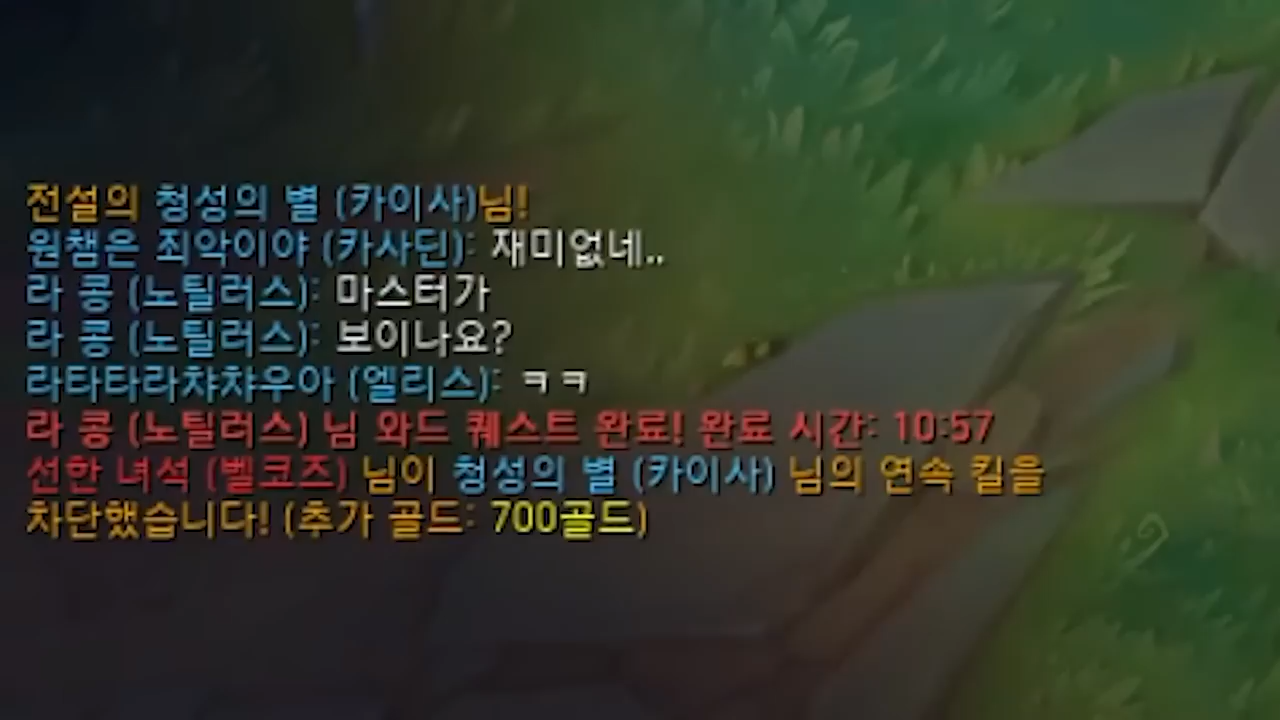 전설의 청성의 별 (카이사)님!
원챔은 죄악이야 (카사딘): 재미없네..
라 콩 (노틸러스): 마스터가
라 콩 (노틸러스): 보이나요?
라타타라챠챠우아 (엘리스): ㅋㅋ
라 콩 (노틸러스) 님 와드 퀘스트 완료! 완료 시간: 10:57
선한 녀석 (벨코즈) 님이 청성의 별 (카이사) 님의 연속 킬을
차단했습니다! (추가 골드: 700골드)